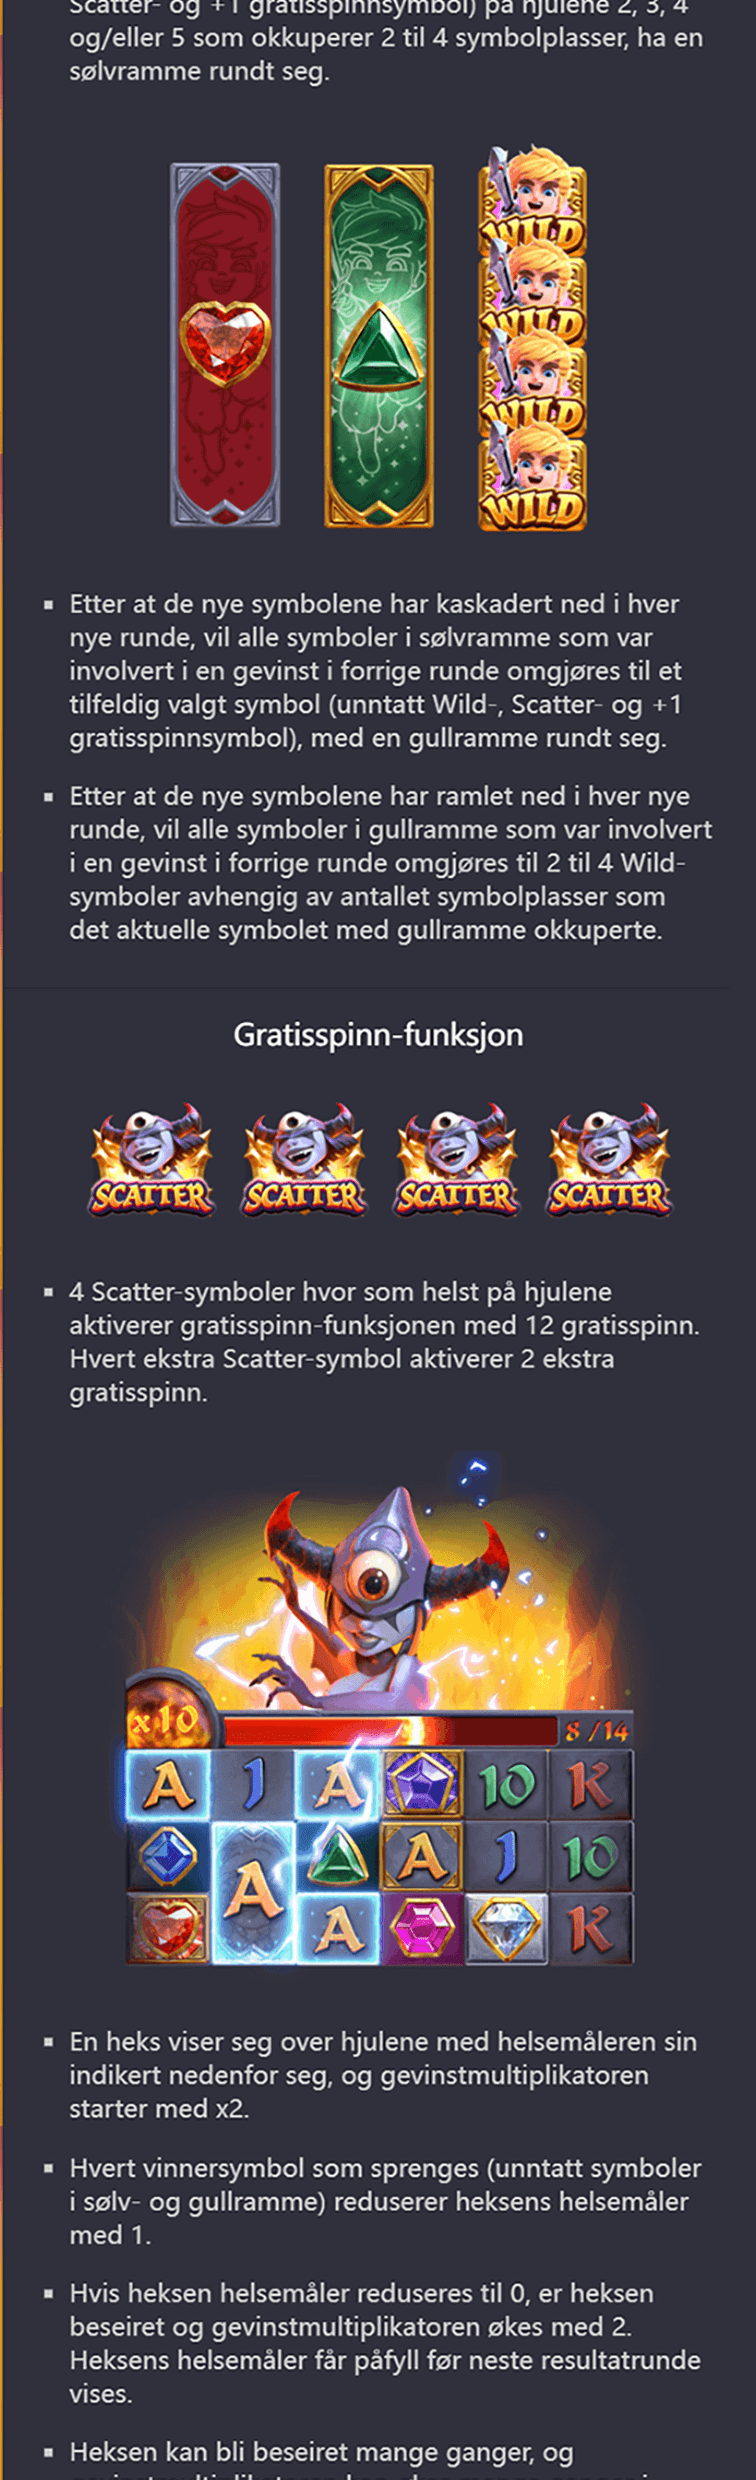 Scatter- og +1 gratisspinnsymbol) på hjulene 2, 3, 4
og/eller 5 som okkuperer 2 til 4 symbolplasser, ha en
sølvramme rundt seg.
WILD
WILD
WILD
WILD
Etter at de nye symbolene har kaskadert ned i hver
nye runde, vil alle symboler i sølvramme som var
involvert i en gevinst i forrige runde omgjøres til et
tilfeldig valgt symbol (unntatt Wild-, Scatter- og +1
gratisspinnsymbol), med en gullramme rundt seg.
Etter at de nye symbolene har ramlet ned i hver nye
runde, vil alle symboler i gullramme som var involvert
i en gevinst i forrige runde omgjøres til 2 til 4 Wild-
symboler avhengig av antallet symbolplasser som
det aktuelle symbolet med gullramme okkuperte.
Gratisspinn-funksjon
SCATTER SCATTER SCATTER SCATTER
4 Scatter-symboler hvor som helst på hjulene
aktiverer gratisspinn-funksjonen med 12 gratisspinn.
Hvert ekstra Scatter-symbol aktiverer 2 ekstra
gratisspinn.
x10 8/14
A J A 10 K
A A J 10
A K
En heks viser seg over hjulene med helsemåleren sin
indikert nedenfor seg, og gevinstmultiplikatoren
starter med x2.
Hvert vinnersymbol som sprenges (unntatt symboler
i sølv- og gullramme) reduserer heksens helsemåler
med 1.
Hvis heksen helsemåler reduseres til 0, er heksen
beseiret og gevinstmultiplikatoren økes med 2.
Heksens helsemåler får påfyll før neste resultatrunde
vises.
Heksen kan bli beseiret mange ganger, og